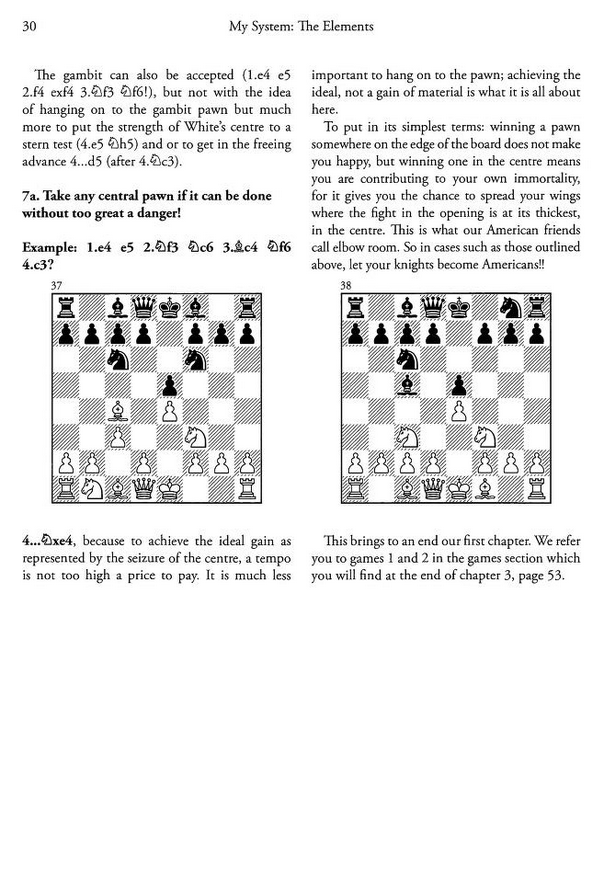 30
My System: The Elements
The gambit can also be accepted (1.e4 e5
2.f4 exf4 3.♘f3 ♘f6!), but not with the idea
of hanging on to the gambit pawn but much
more to put the strength of White's centre to a
stern test (4.e5 ♘h5) and or to get in the freeing
advance 4...d5 (after 4.♘c3).
7a. Take any central pawn if it can be done
without too great a danger!
Example: 1.e4 e5 2.♘f3 ♘c6 3.♗c4 ♘f6
4.c3?
37
4...♘xe4, because to achieve the ideal gain as
represented by the seizure of the centre, a tempo
is not too high a price to pay. It is much less
important to hang on to the pawn; achieving the
ideal, not a gain of material is what it is all about
here.
To put in its simplest terms: winning a pawn
somewhere on the edge of the board does not make
you happy, but winning one in the centre means
you are contributing to your own immortality,
for it gives you the chance to spread your wings
where the fight in the opening is at its thickest,
in the centre. This is what our American friends
call elbow room. So in cases such as those outlined
above, let your knights become Americans!!
38
This brings to an end our first chapter. We refer
you to games 1 and 2 in the games section which
you will find at the end of chapter 3, page 53.